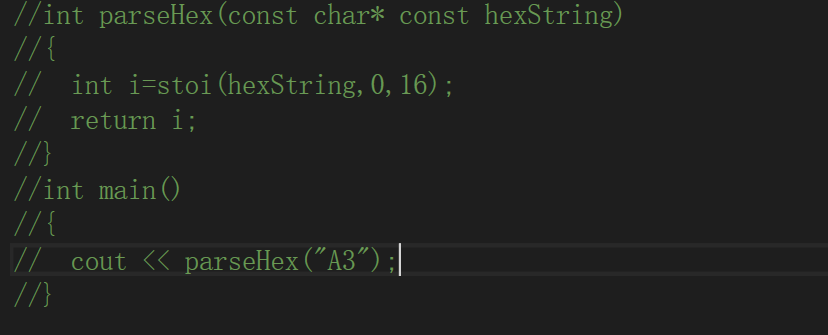 //int parseHex(const char* const hexString)
//{
//  int i=stoi(hexString,0,16);
//  return i;
//}
//int main()
//{
//  cout << parseHex("A3");
//}